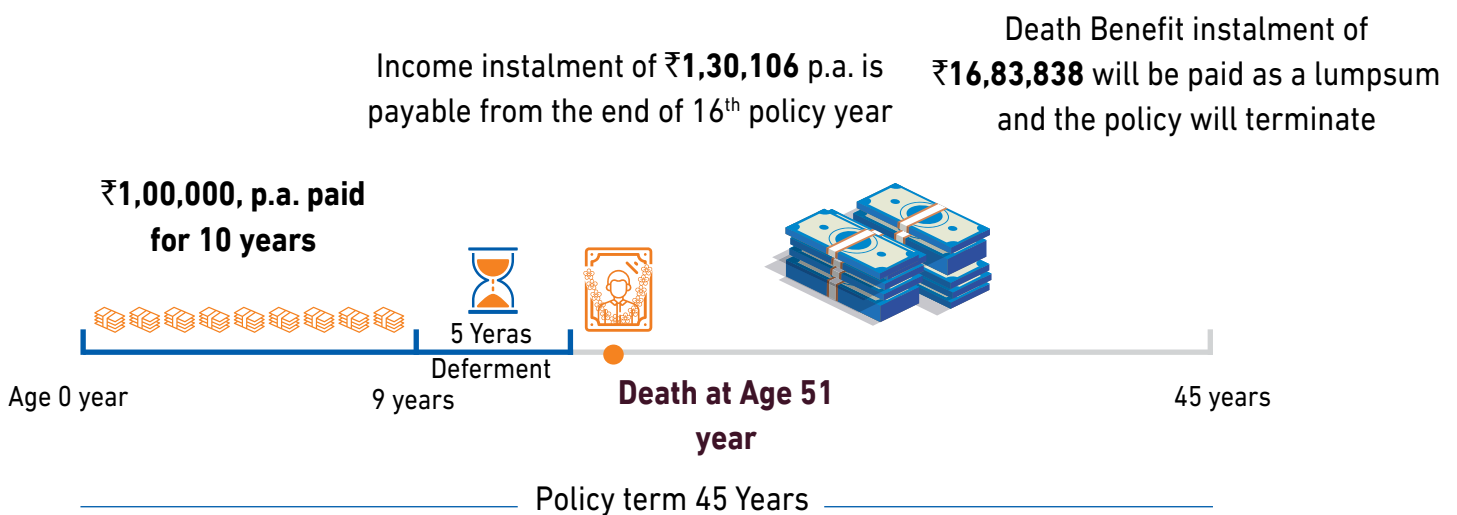 Income instalment of ₹1,30,106 p.a. is
payable from the end of 16th policy year
Death Benefit instalment of
₹16,83,838 will be paid as a lumpsum
and the policy will terminate
₹1,00,000, p.a. paid
for 10 years
5 Yeras
Deferment
Age 0 year
9 years
Death at Age 51
year
45 years
Policy term 45 Years